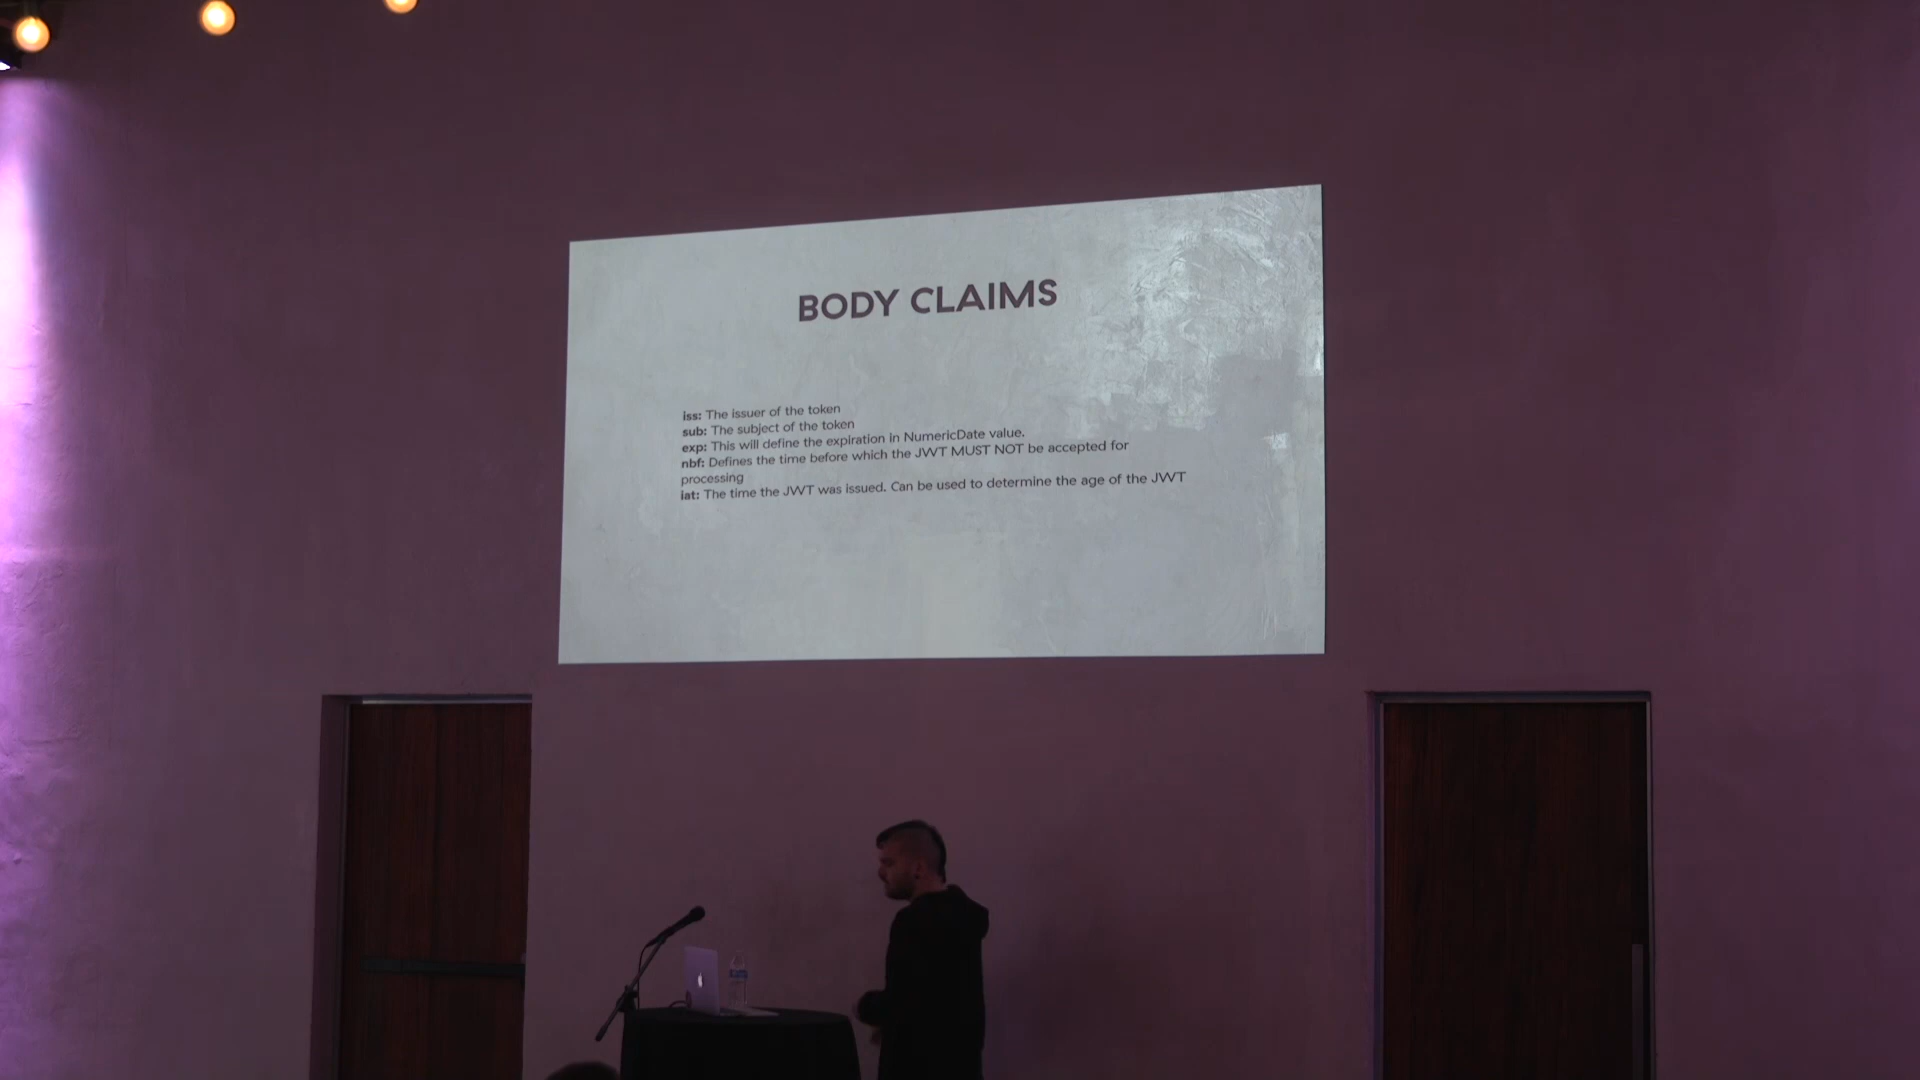 BODY CLAIMS
iss: The issuer of the token
sub: The subject of the token
exp: This will define the expiration in NumericDate value.
nbf: Defines the time before which the JWT MUST NOT be accepted for
processing
iat: The time the JWT was issued. Can be used to determine the age of the JWT